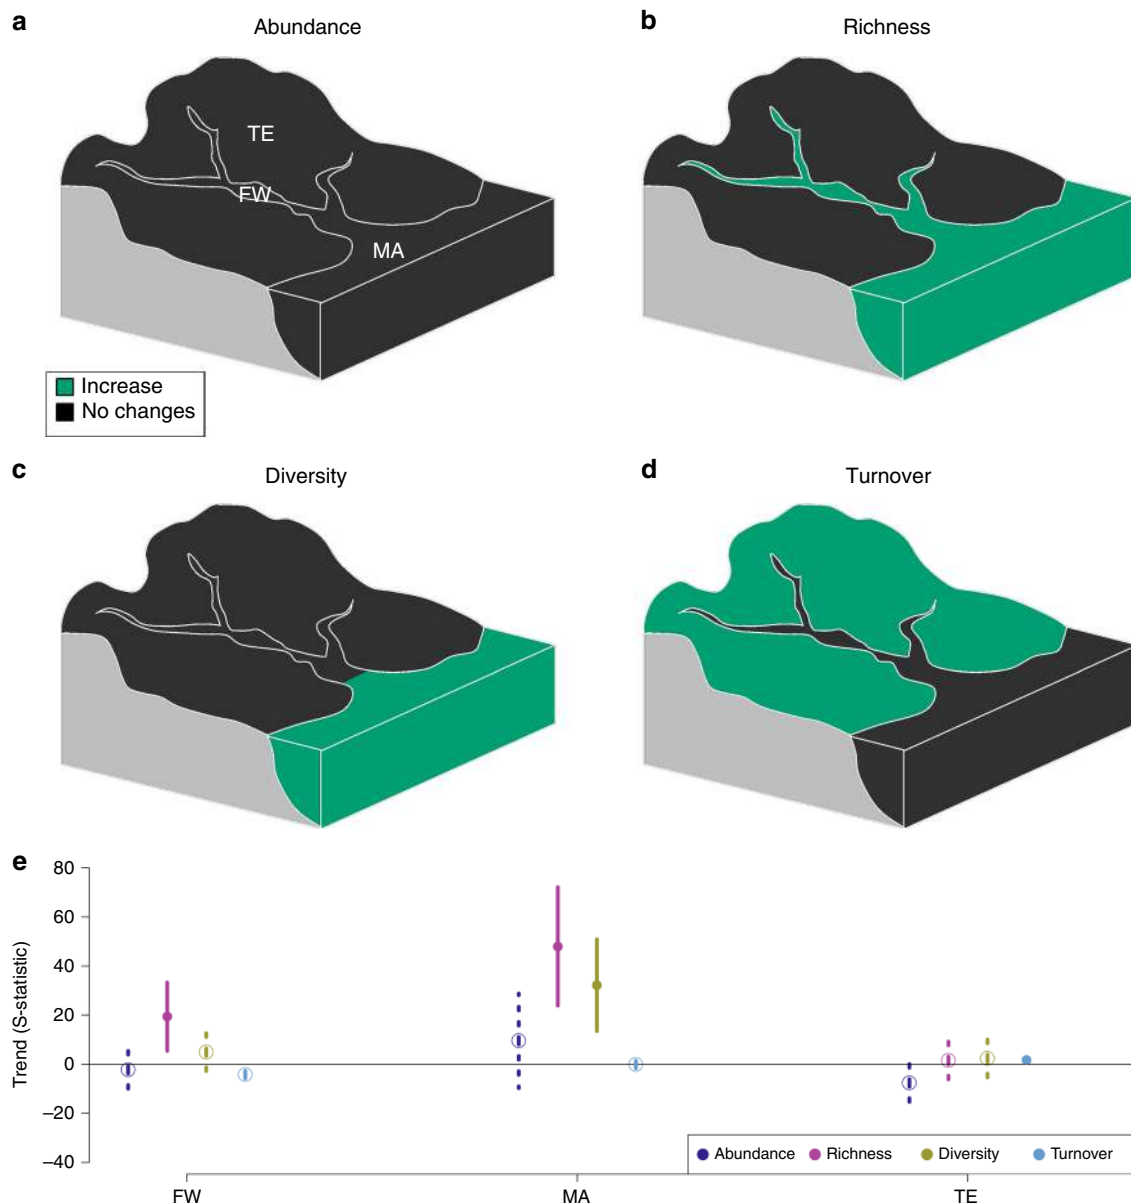 a
Abundance
b
Richness
TE
FW
MA
Increase
No changes
c
Diversity
d
Turnover
e
Trend (S-statistic)
80
60
40
20
0
–20
–40
Abundance Richness Diversity Turnover
FW MA TE